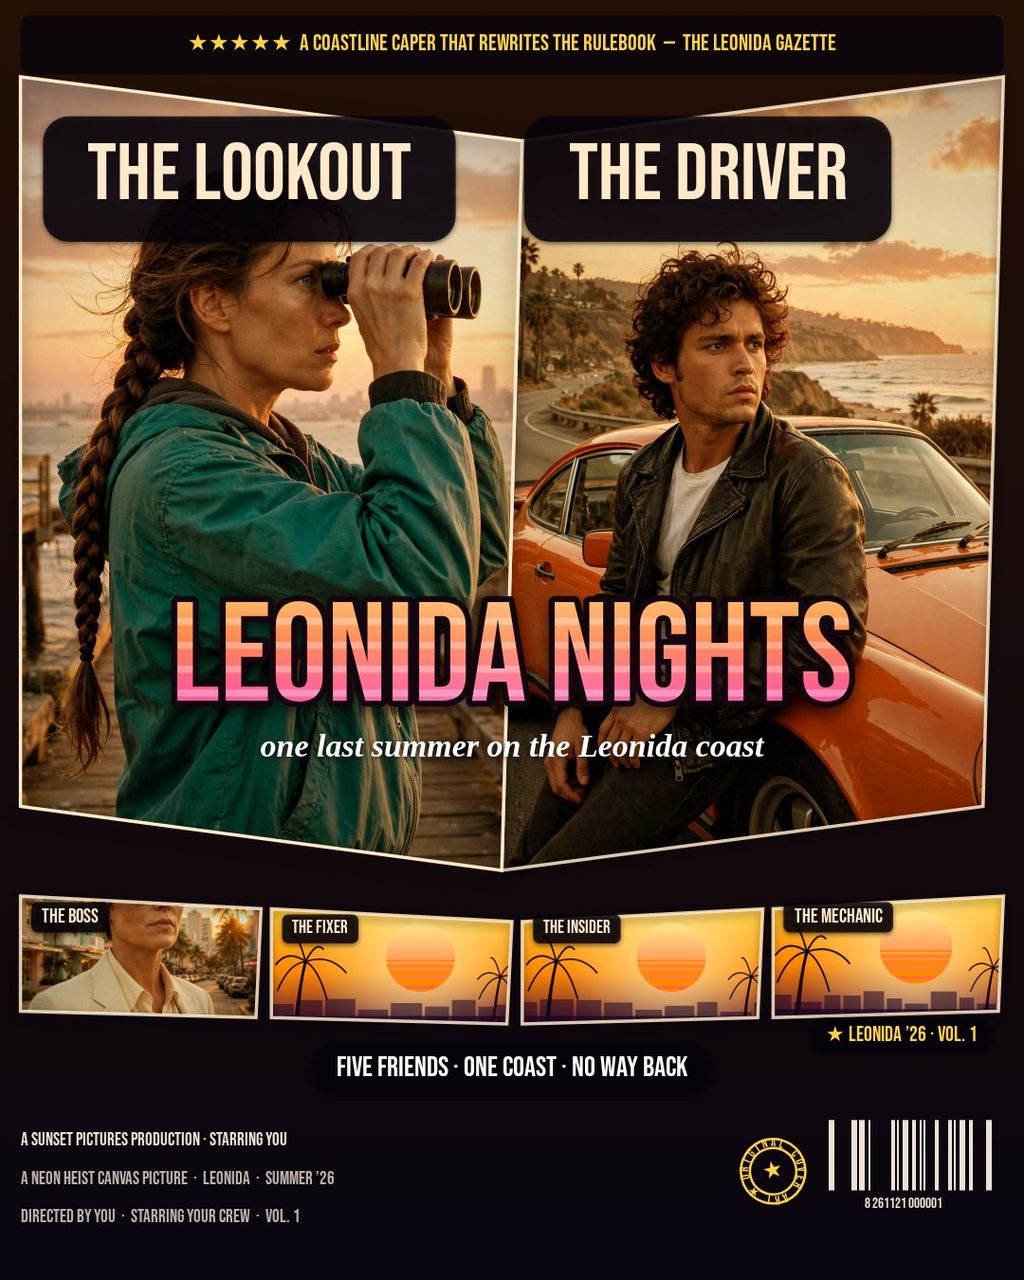 ★★★★★ A COASTLINE CAPER THAT REWRITES THE RULEBOOK — THE LEONIDA GAZETTE
THE LOOKOUT
THE DRIVER
LEONIDA NIGHTS
one last summer on the Leonida coast
THE BOSS
THE FIXER
THE INSIDER
THE MECHANIC
★ LEONIDA ’26 · VOL. 1
FIVE FRIENDS · ONE COAST · NO WAY BACK
A SUNSET PICTURES PRODUCTION · STARRING YOU
A NEON HEIST CANVAS PICTURE · LEONIDA · SUMMER ’26
DIRECTED BY YOU · STARRING YOUR CREW · VOL. 1
ORIGINAL COVER ART ★
8 261121 000001